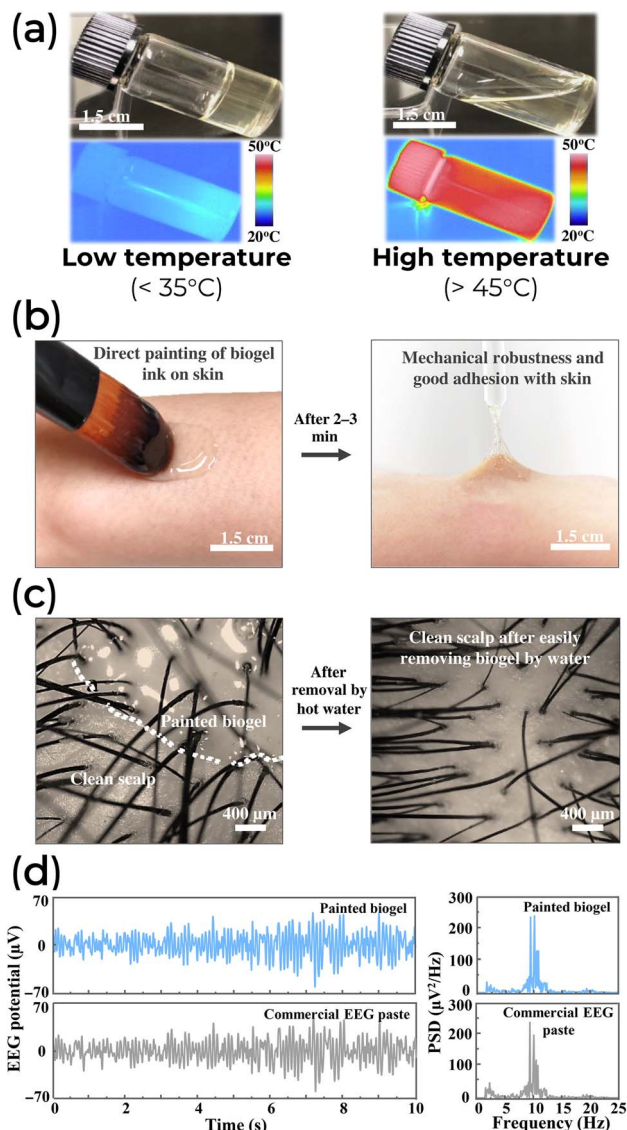 (a)
1.5 cm
1.5 cm
50°C
20°C
50°C
20°C
Low temperature
(< 35°C)
High temperature
(> 45°C)
(b)
Direct painting of biogel
ink on skin
1.5 cm
After 2–3
min
Mechanical robustness and
good adhesion with skin
1.5 cm
(c)
Painted biogel
Clean scalp
400 μm
After
removal by
hot water
Clean scalp after easily
removing biogel by water
400 μm
(d)
EEG potential (μV)
70
0
−70
Painted biogel
70
0
−70
Commercial EEG paste
0 2 4 6 8 10
Time (s)
PSD (μV²/Hz)
300
200
100
0
Painted biogel
300
200
100
0
Commercial EEG
paste
0 5 10 15 20 25
Frequency (Hz)